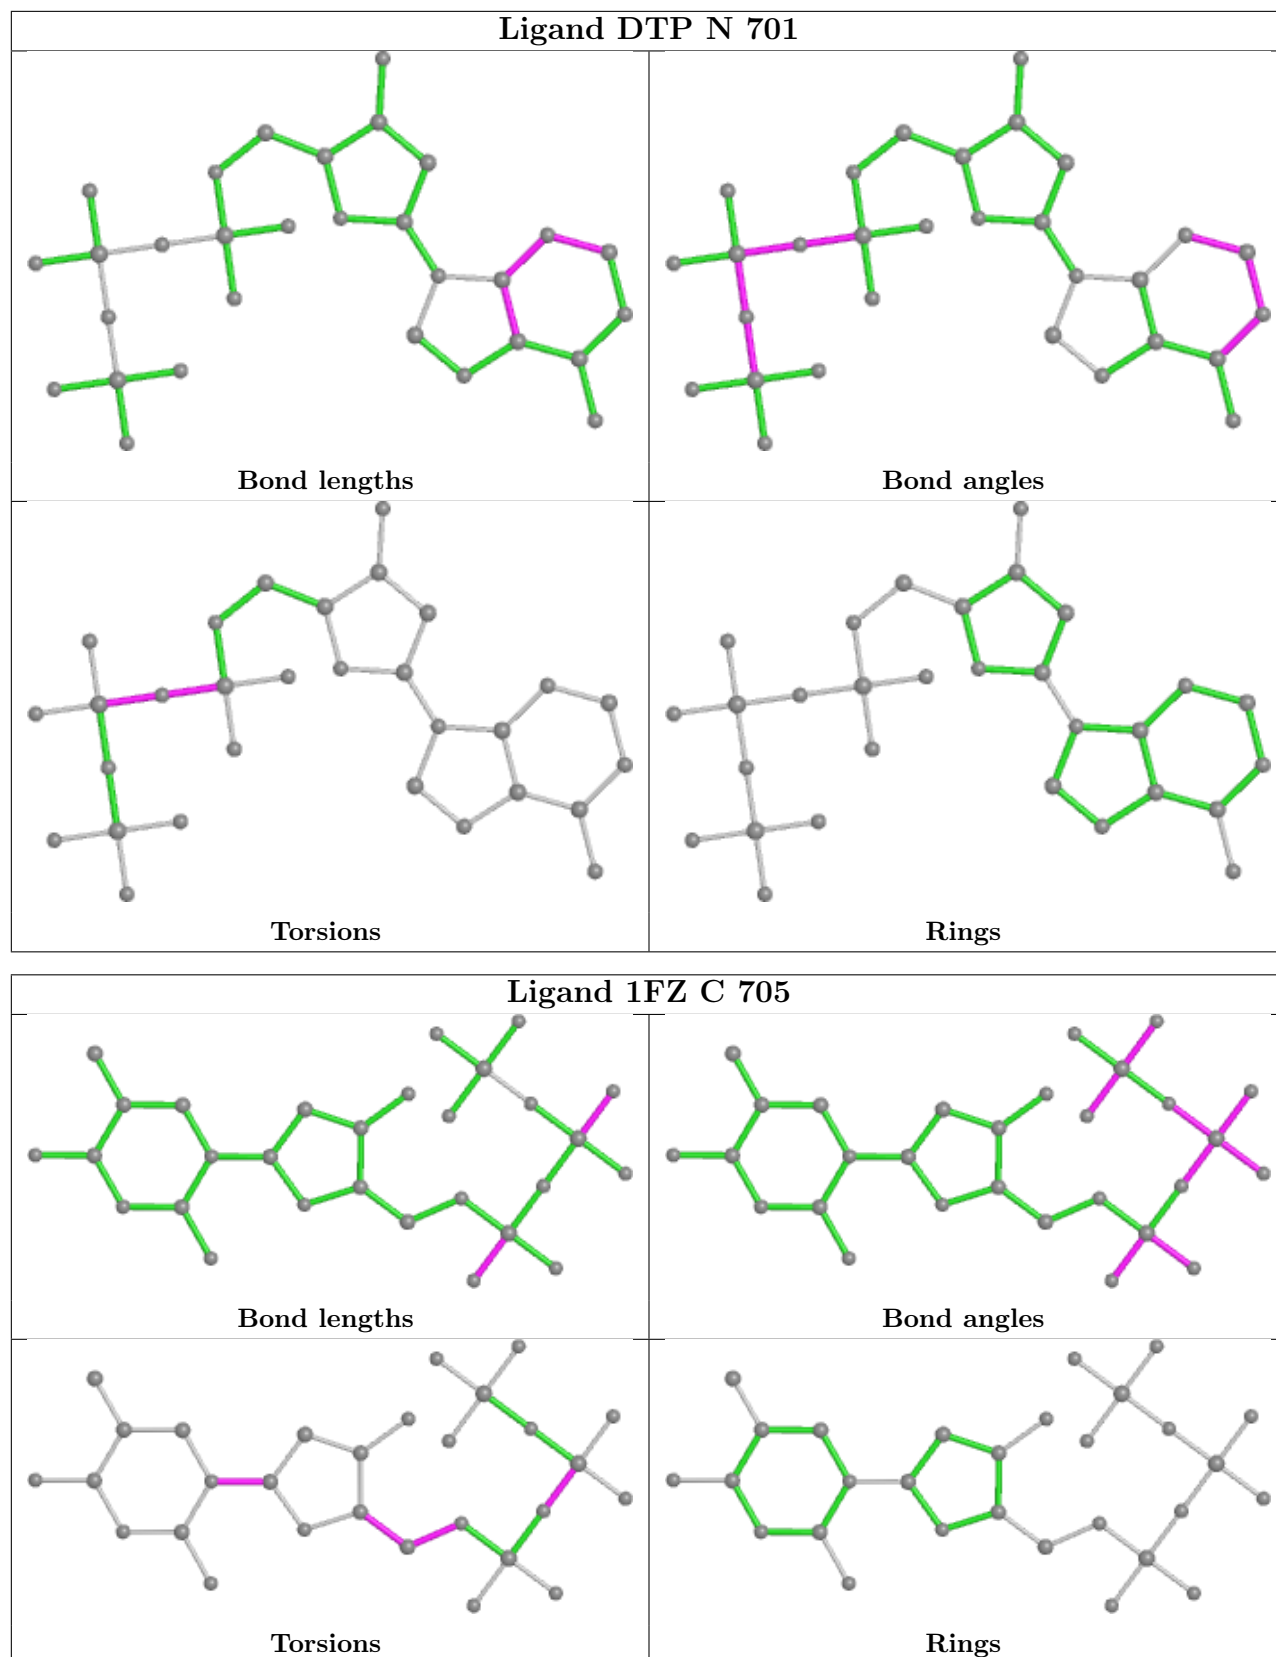 Ligand DTP N 701
Bond lengths
Bond angles
Torsions
Rings
Ligand 1FZ C 705
Bond lengths
Bond angles
Torsions
Rings